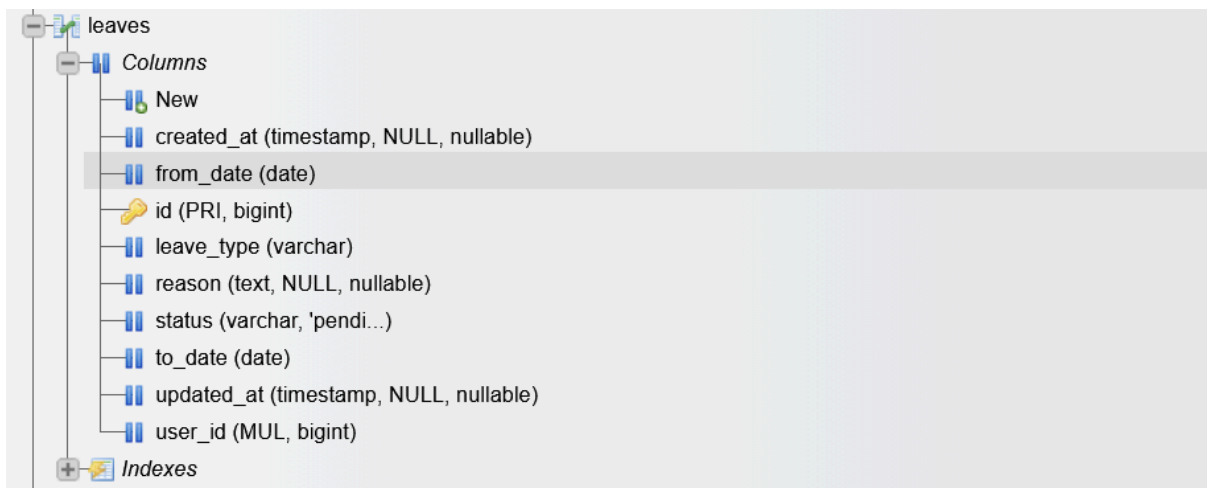 leaves
Columns
New
created_at (timestamp, NULL, nullable)
from_date (date)
id (PRI, bigint)
leave_type (varchar)
reason (text, NULL, nullable)
status (varchar, 'pendi...)
to_date (date)
updated_at (timestamp, NULL, nullable)
user_id (MUL, bigint)
Indexes